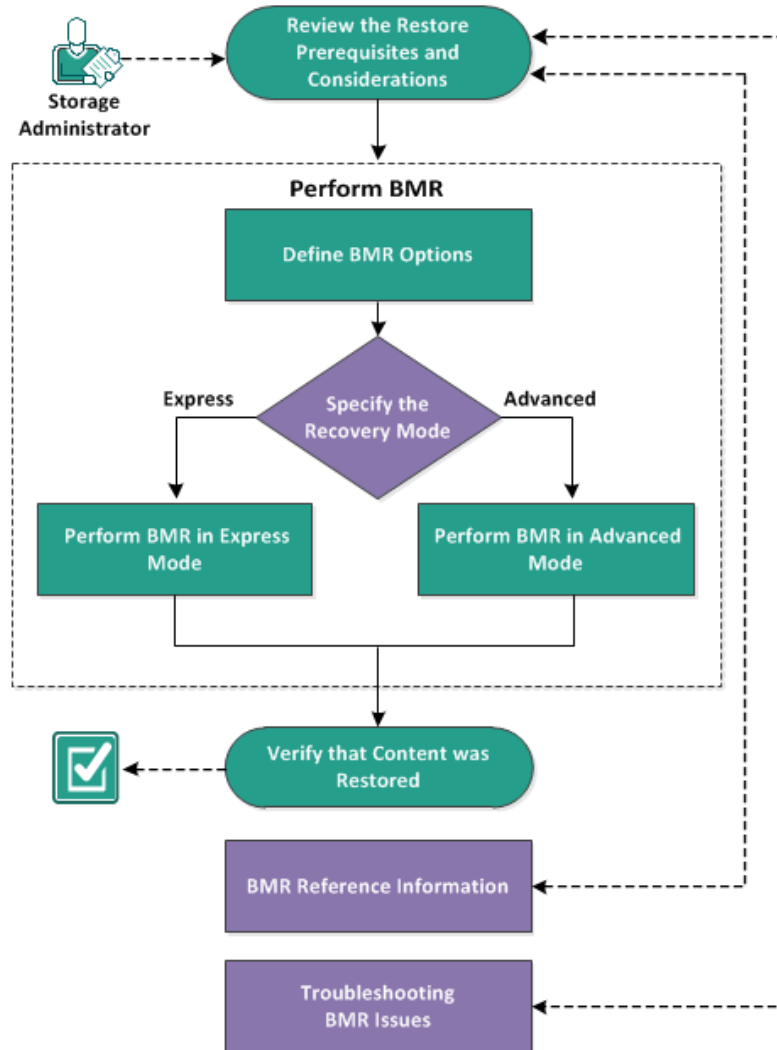 Review the Restore
Prerequisites and
Considerations
Storage
Administrator
Perform BMR
Define BMR Options
Express
Specify the
Recovery Mode
Advanced
Perform BMR in Express
Mode
Perform BMR in Advanced
Mode
Verify that Content was
Restored
BMR Reference Information
Troubleshooting
BMR Issues